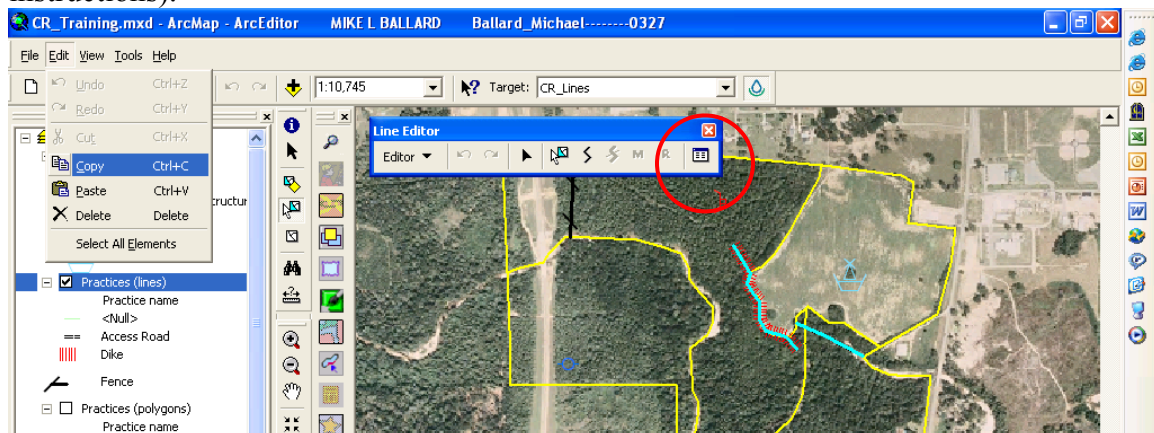 instructions).
CR_Training.mxd - ArcMap - ArcEditor MIKE L BALLARD Ballard_Michael--------0327
File Edit View Tools Help
Undo Ctrl+Z
Redo Ctrl+Y
Cut Ctrl+X
Copy Ctrl+C
Paste Ctrl+V
Delete Delete
Select All Elements
1:10,745
Target: CR_Lines
Line Editor
Editor
M R
tructur
Practices (lines)
Practice name
<Null>
Access Road
Dike
Fence
Practices (polygons)
Practice name